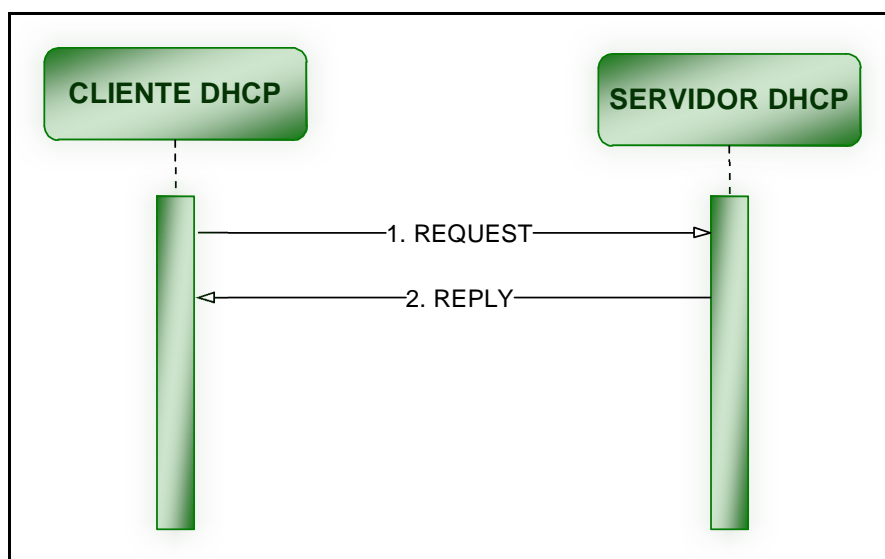 CLIENTE DHCP
SERVIDOR DHCP
1. REQUEST
2. REPLY